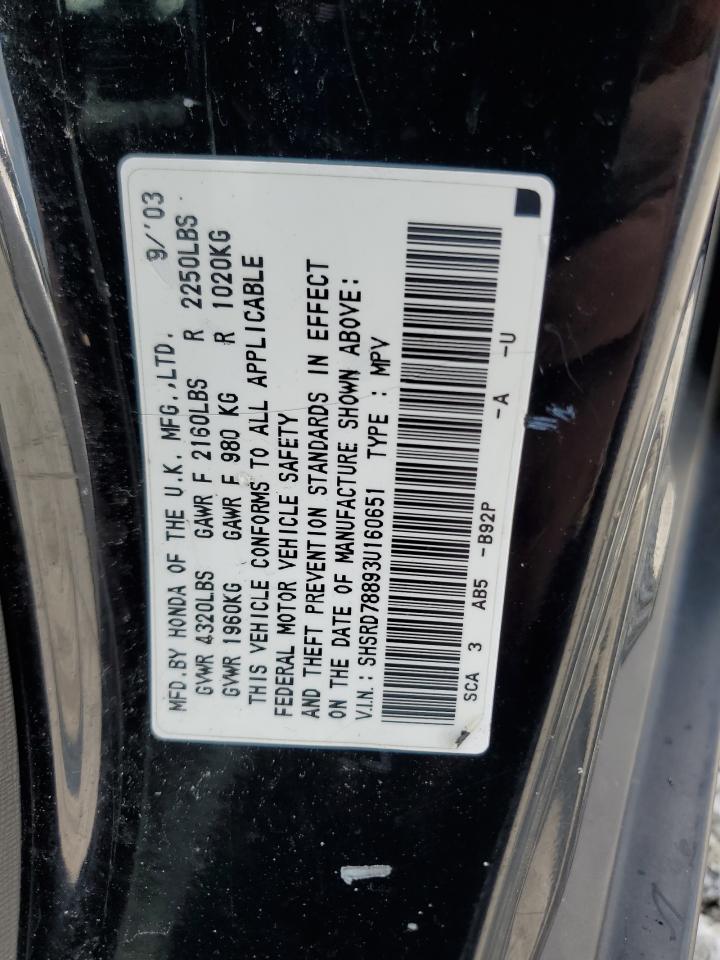 MFD.BY HONDA OF THE U.K. MFG.,LTD. 9/'03
GVWR 4320LBS GAWR F 2160LBS R 2250LBS
GVWR 1960KG GAWR F 980 KG R 1020KG
THIS VEHICLE CONFORMS TO ALL APPLICABLE
FEDERAL MOTOR VEHICLE SAFETY
AND THEFT PREVENTION STANDARDS IN EFFECT
ON THE DATE OF MANUFACTURE SHOWN ABOVE:
V.I.N.: SHSRD78893U160651 TYPE : MPV
SCA 3 AB5 -B92P -A -U